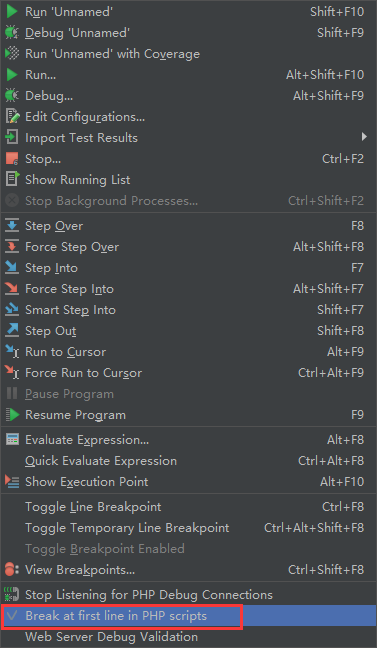 Run 'Unnamed' Shift+F10
Debug 'Unnamed' Shift+F9
Run 'Unnamed' with Coverage
Run... Alt+Shift+F10
Debug... Alt+Shift+F9
Edit Configurations...
Import Test Results
Stop... Ctrl+F2
Show Running List
Stop Background Processes... Ctrl+Shift+F2
Step Over F8
Force Step Over Alt+Shift+F8
Step Into F7
Force Step Into Alt+Shift+F7
Smart Step Into Shift+F7
Step Out Shift+F8
Run to Cursor Alt+F9
Force Run to Cursor Ctrl+Alt+F9
Pause Program
Resume Program F9
Evaluate Expression... Alt+F8
Quick Evaluate Expression Ctrl+Alt+F8
Show Execution Point Alt+F10
Toggle Line Breakpoint Ctrl+F8
Toggle Temporary Line Breakpoint Ctrl+Alt+Shift+F8
Toggle Breakpoint Enabled
View Breakpoints... Ctrl+Shift+F8
Stop Listening for PHP Debug Connections
Break at first line in PHP scripts
Web Server Debug Validation